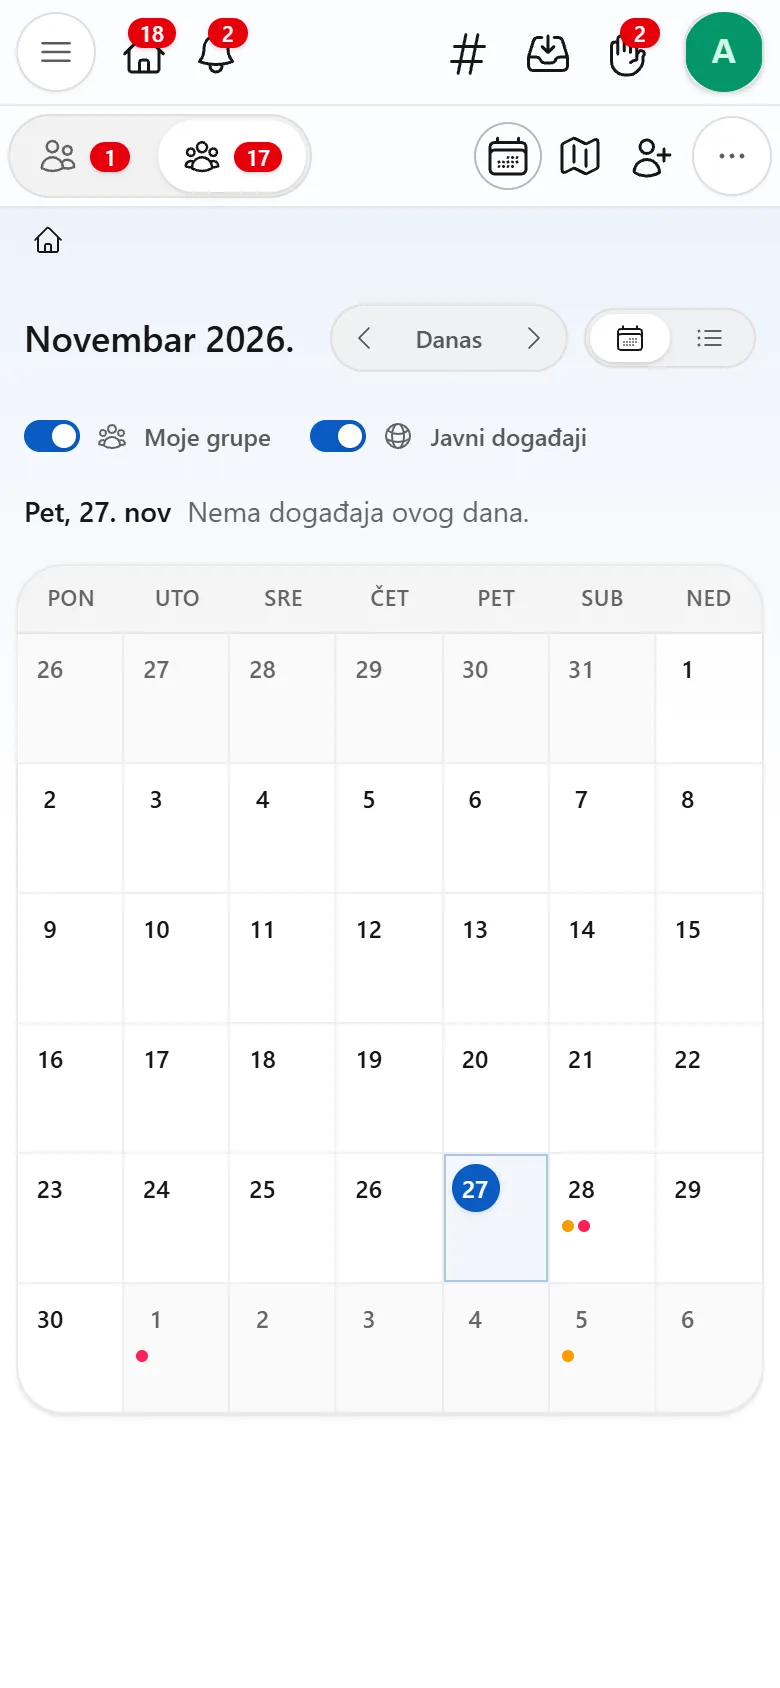 18
2
2
A
1
17
Novembar 2026.
Danas
Moje grupe
Javni događaji
Pet, 27. nov Nema događaja ovog dana.
PON UTO SRE ČET PET SUB NED
26 27 28 29 30 31 1
2 3 4 5 6 7 8
9 10 11 12 13 14 15
16 17 18 19 20 21 22
23 24 25 26 27 28 29
30 1 2 3 4 5 6